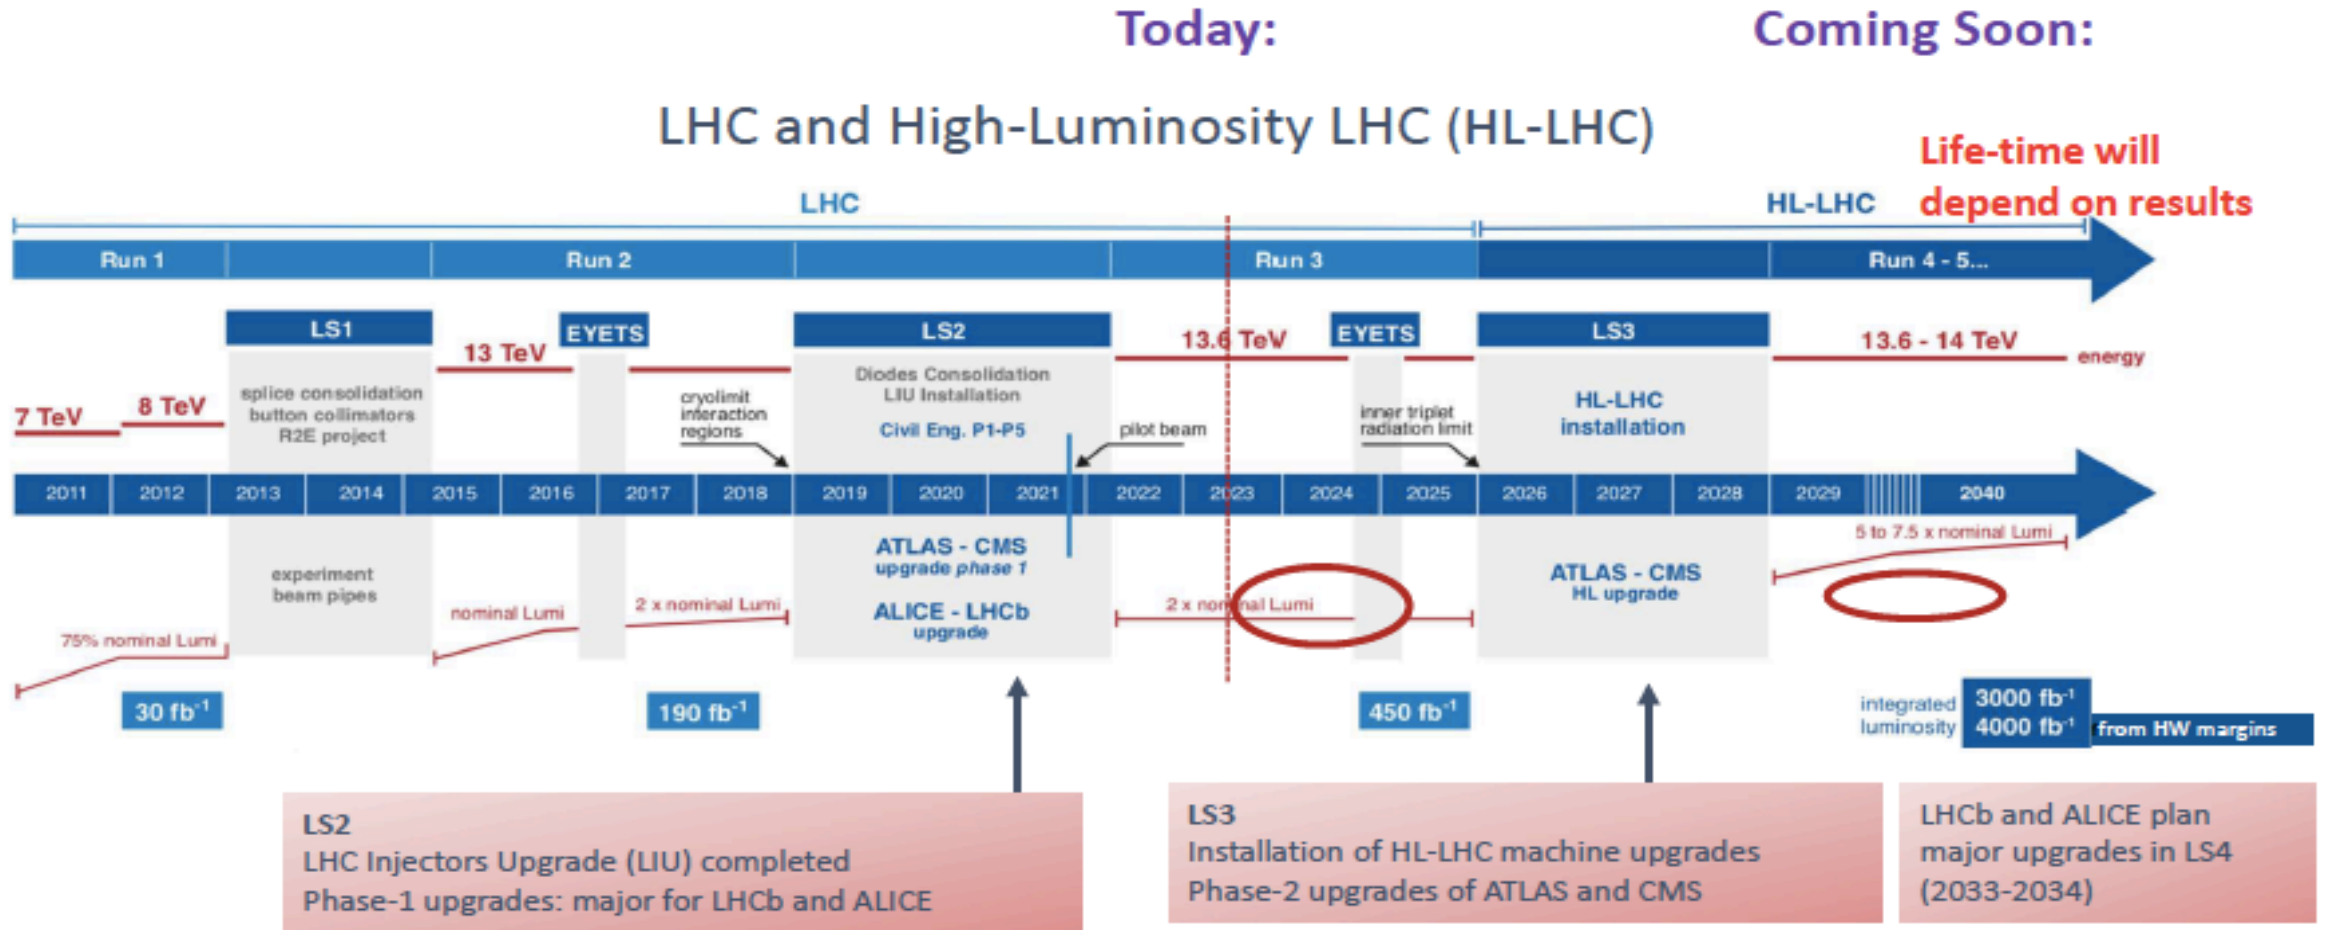 Today:
Coming Soon:
LHC and High-Luminosity LHC (HL-LHC)
Life-time will
depend on results
LHC
HL-LHC
Run 1
Run 2
Run 3
Run 4 - 5...
LS1
EYETS
LS2
EYETS
LS3
7 TeV
8 TeV
13 TeV
13.6 TeV
13.6 - 14 TeV
energy
splice consolidation
button collimators
R2E project
cryolimit
interaction
regions
Diodes Consolidation
LIU Installation
Civil Eng. P1-P5
pilot beam
inner triplet
radiation limit
HL-LHC
installation
2011
2012
2013
2014
2015
2016
2017
2018
2019
2020
2021
2022
2023
2024
2025
2026
2027
2028
2029
2040
experiment
beam pipes
75% nominal Lumi
nominal Lumi
2 x nominal Lumi
ATLAS - CMS
upgrade phase 1
ALICE - LHCb
upgrade
2 x nominal Lumi
ATLAS - CMS
HL upgrade
5 to 7.5 x nominal Lumi
30 fb-1
190 fb-1
450 fb-1
integrated
luminosity
3000 fb-1
4000 fb-1
from HW margins
LS2
LHC Injectors Upgrade (LIU) completed
Phase-1 upgrades: major for LHCb and ALICE
LS3
Installation of HL-LHC machine upgrades
Phase-2 upgrades of ATLAS and CMS
LHCb and ALICE plan
major upgrades in LS4
(2033-2034)